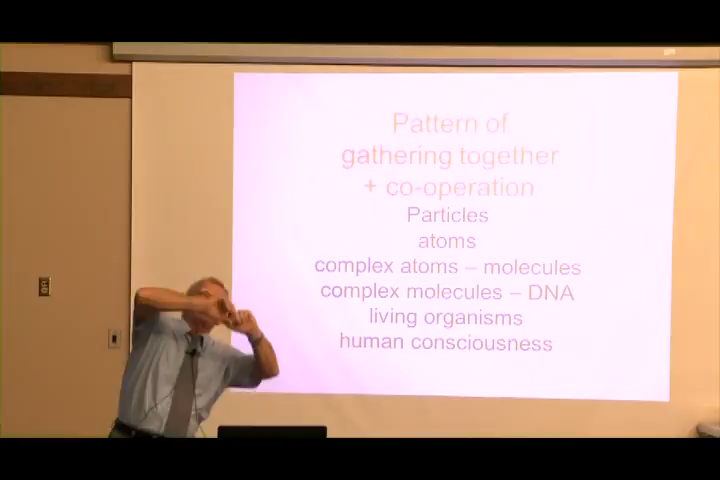 Pattern of
gathering together
+ co-operation
Particles
atoms
complex atoms – molecules
complex molecules – DNA
living organisms
human consciousness